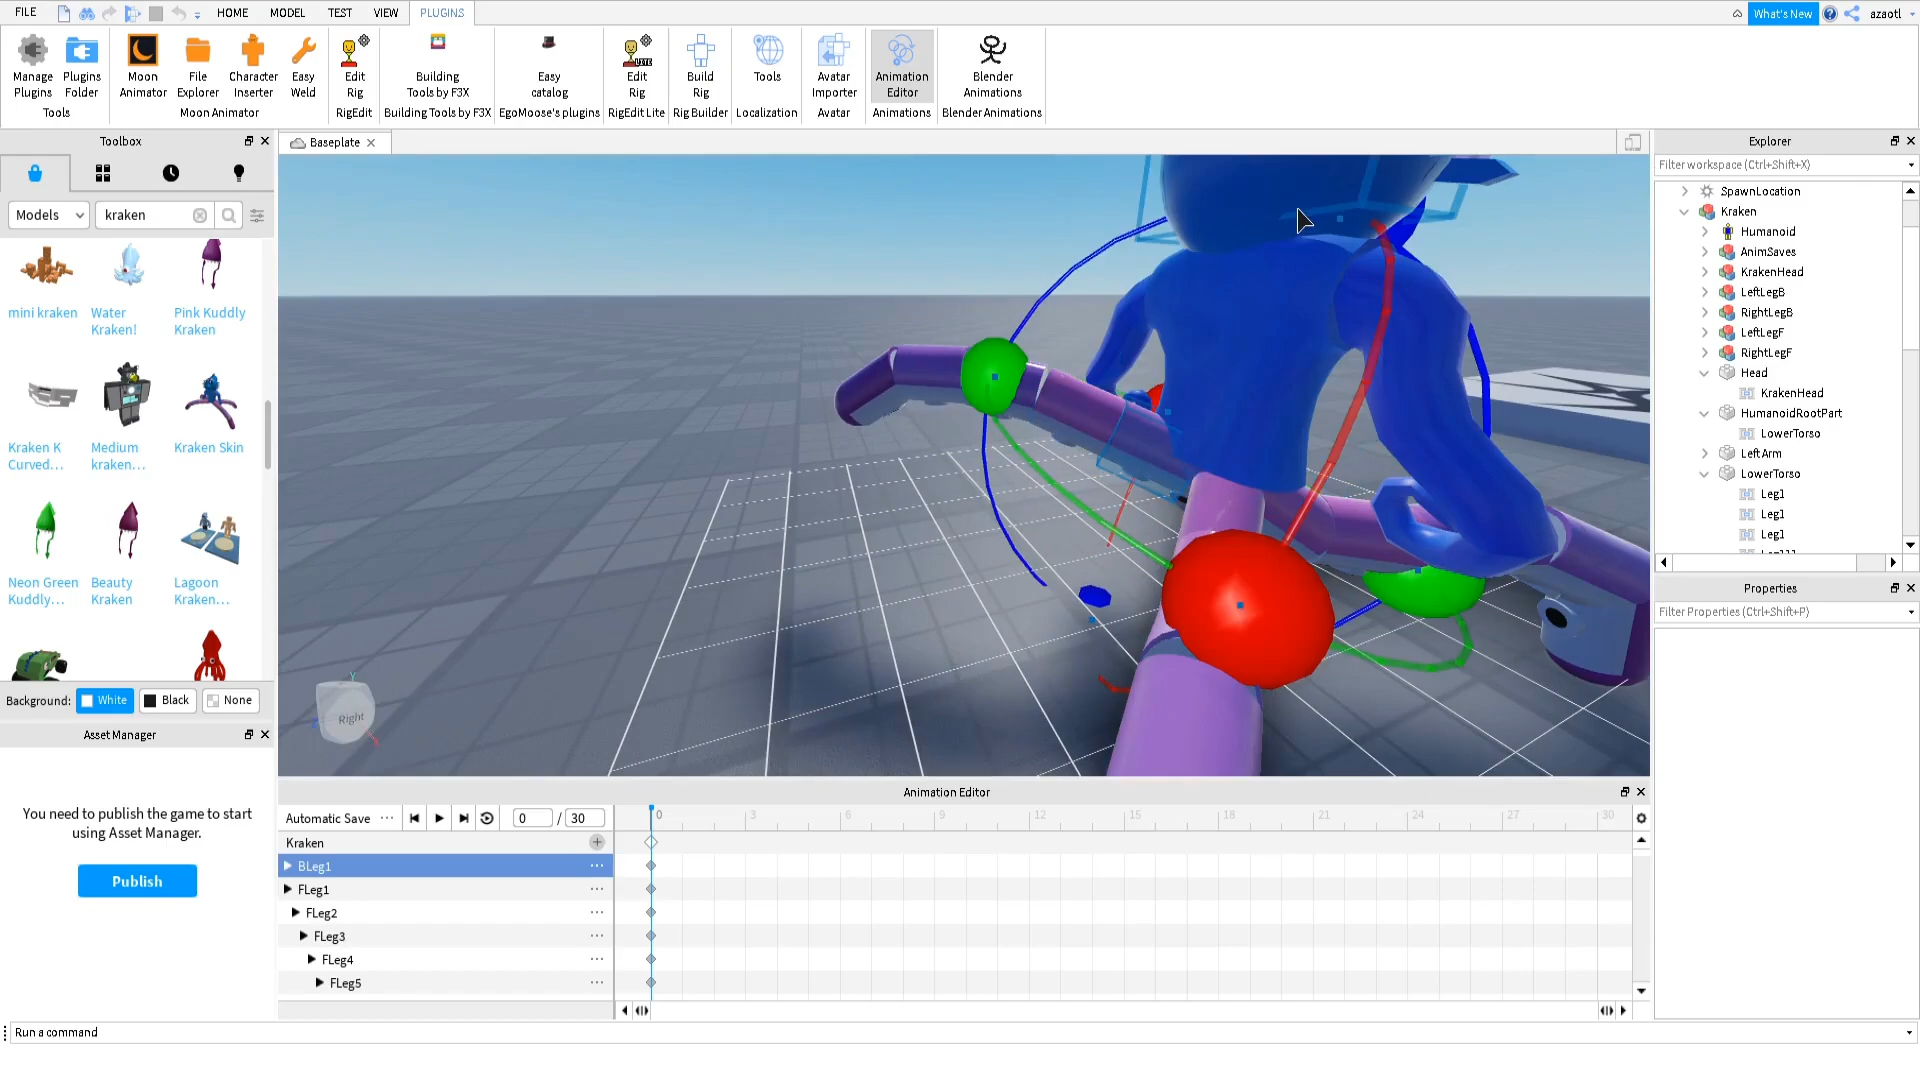 FILE HOME MODEL TEST VIEW PLUGINS What's New azaotl
Manage Plugins
Plugins Folder
Tools
Moon Animator
File Explorer
Character Inserter
Easy Weld
Moon Animator
Edit Rig
RigEdit
Building Tools by F3X
Building Tools by F3X
Easy catalog
EgoMoose's plugins
Edit Rig
RigEdit Lite
Build Rig
Rig Builder
Tools
Localization
Avatar Importer
Avatar
Animation Editor
Animations
Blender Animations
Blender Animations
Toolbox
Models kraken
mini kraken
Water Kraken!
Pink Kuddly Kraken
Kraken K Curved...
Medium kraken...
Kraken Skin
Neon Green Kuddly...
Beauty Kraken
Lagoon Kraken...
Background: White Black None
Asset Manager
You need to publish the game to start
using Asset Manager.
Publish
Baseplate
Right
Y
Animation Editor
Automatic Save 0 / 30
0 3 6 9 12 15 18 21 24 27 30
Kraken
BLeg1
FLeg1
FLeg2
FLeg3
FLeg4
FLeg5
Explorer
Filter workspace (Ctrl+Shift+X)
SpawnLocation
Kraken
Humanoid
AnimSaves
KrakenHead
LeftLegB
RightLegB
LeftLegF
RightLegF
Head
KrakenHead
HumanoidRootPart
LowerTorso
LeftArm
LowerTorso
Leg1
Leg1
Leg1
Properties
Filter Properties (Ctrl+Shift+P)
Run a command